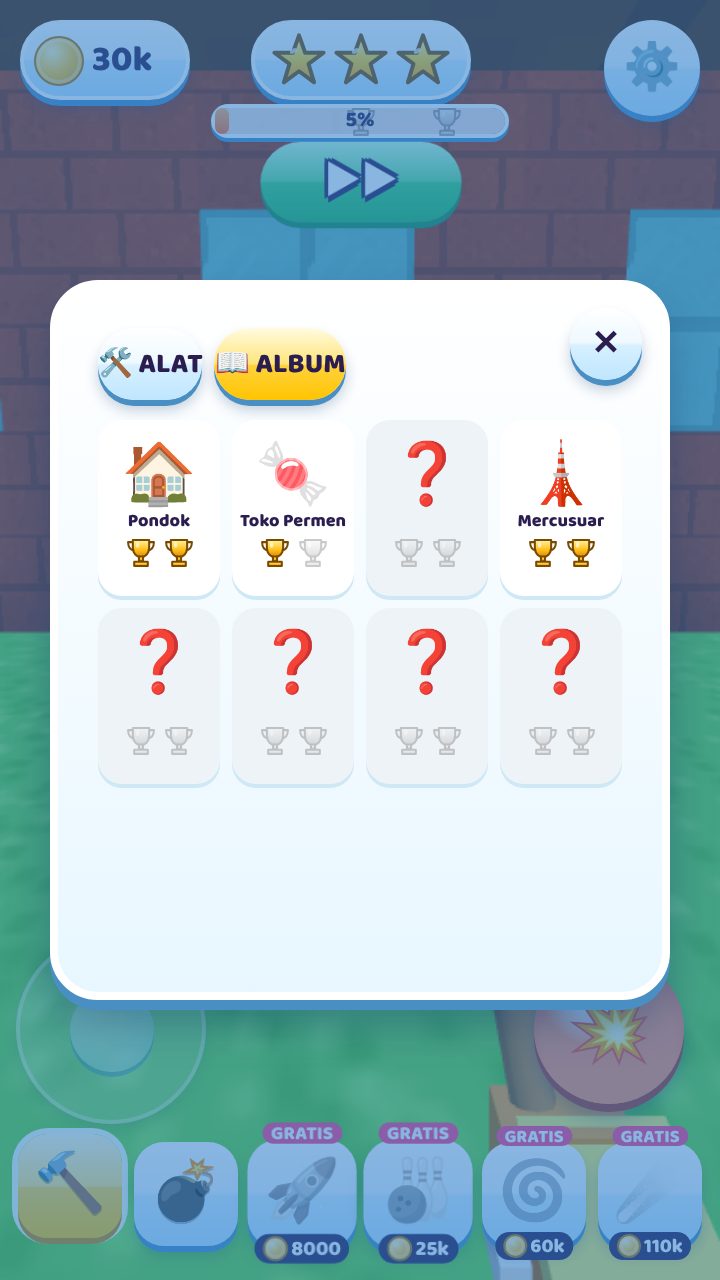 30k
5%
🛠️ ALAT 📖 ALBUM ✕
Pondok
Toko Permen
❓
Mercusuar
❓ ❓ ❓ ❓
GRATIS GRATIS GRATIS GRATIS
8000 25k 60k 110k